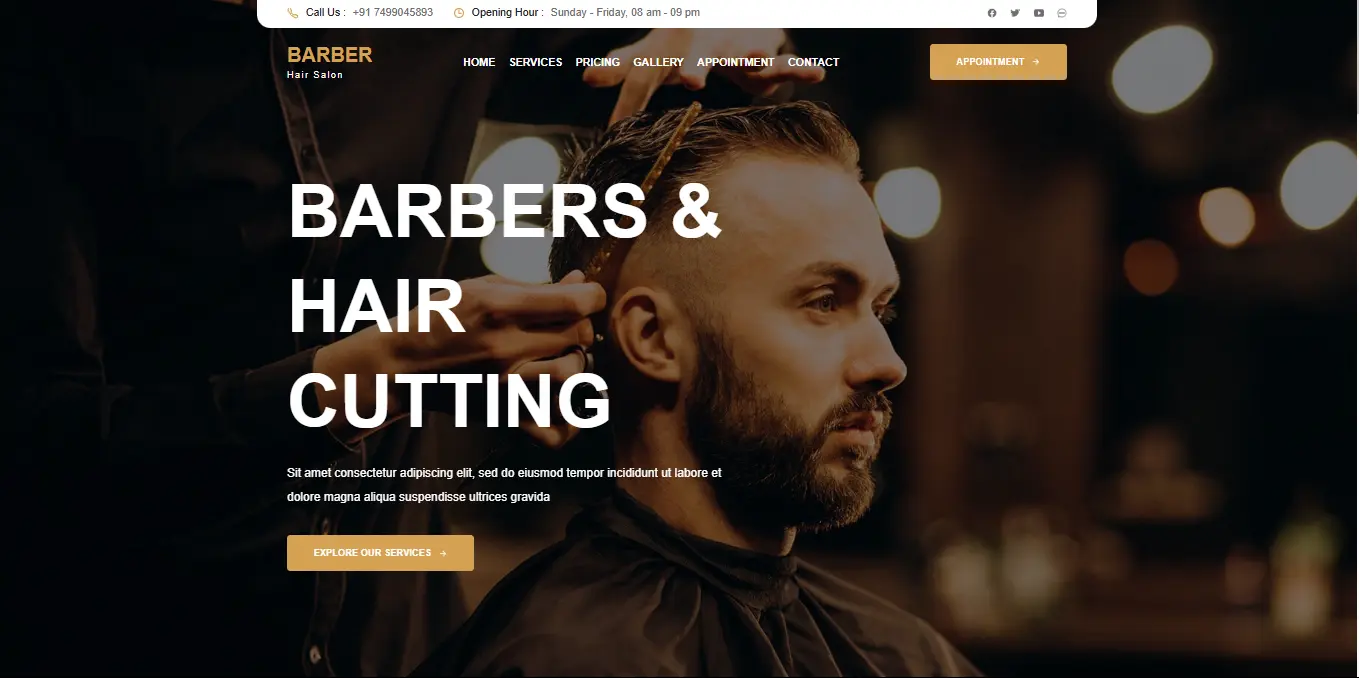 Call Us : +91 7499045893 Opening Hour : Sunday - Friday, 08 am - 09 pm
BARBER
Hair Salon
HOME SERVICES PRICING GALLERY APPOINTMENT CONTACT
APPOINTMENT →
BARBERS &
HAIR
CUTTING
Sit amet consectetur adipiscing elit, sed do eiusmod tempor incididunt ut labore et
dolore magna aliqua suspendisse ultrices gravida
EXPLORE OUR SERVICES →